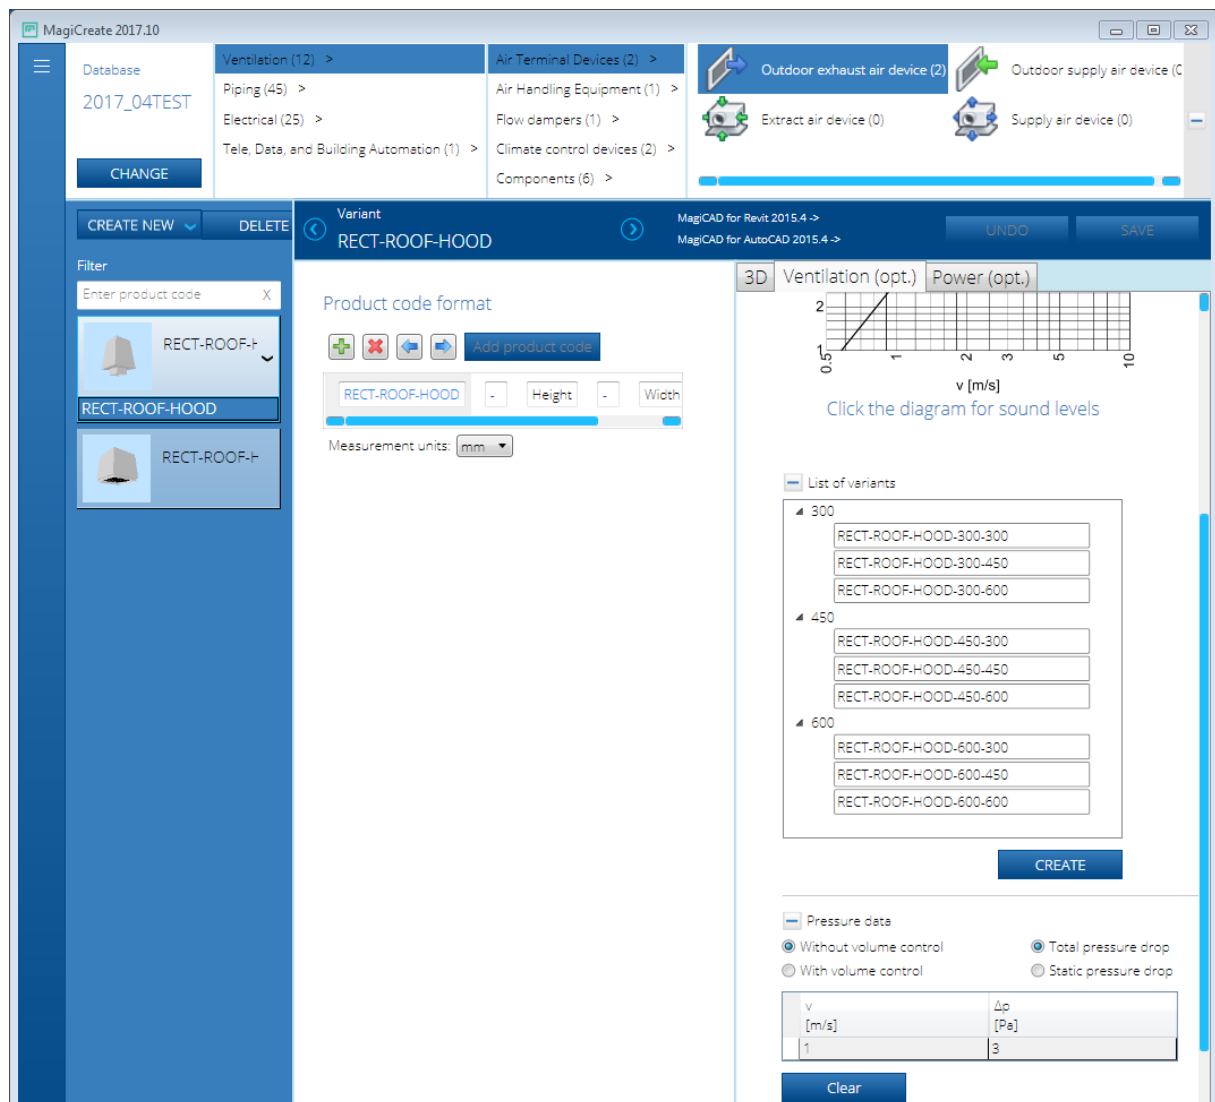 MagiCreate 2017.10
Database
2017_04TEST
CHANGE
Ventilation (12) >
Piping (45) >
Electrical (25) >
Tele, Data, and Building Automation (1) >
Air Terminal Devices (2) >
Air Handling Equipment (1) >
Flow dampers (1) >
Climate control devices (2) >
Components (6) >
Outdoor exhaust air device (2)
Outdoor supply air device (0
Extract air device (0)
Supply air device (0)
CREATE NEW
DELETE
Filter
Enter product code X
RECT-ROOF-H
RECT-ROOF-HOOD
RECT-ROOF-H
Variant
RECT-ROOF-HOOD
MagiCAD for Revit 2015.4 ->
MagiCAD for AutoCAD 2015.4 ->
UNDO
SAVE
Product code format
Add product code
RECT-ROOF-HOOD - Height - Width
Measurement units: mm
3D
Ventilation (opt.)
Power (opt.)
2
1
0.5 1 2 3 5 10
v [m/s]
Click the diagram for sound levels
List of variants
300
RECT-ROOF-HOOD-300-300
RECT-ROOF-HOOD-300-450
RECT-ROOF-HOOD-300-600
450
RECT-ROOF-HOOD-450-300
RECT-ROOF-HOOD-450-450
RECT-ROOF-HOOD-450-600
600
RECT-ROOF-HOOD-600-300
RECT-ROOF-HOOD-600-450
RECT-ROOF-HOOD-600-600
CREATE
Pressure data
Without volume control
Total pressure drop
With volume control
Static pressure drop
v Δp
[m/s] [Pa]
1 3
Clear